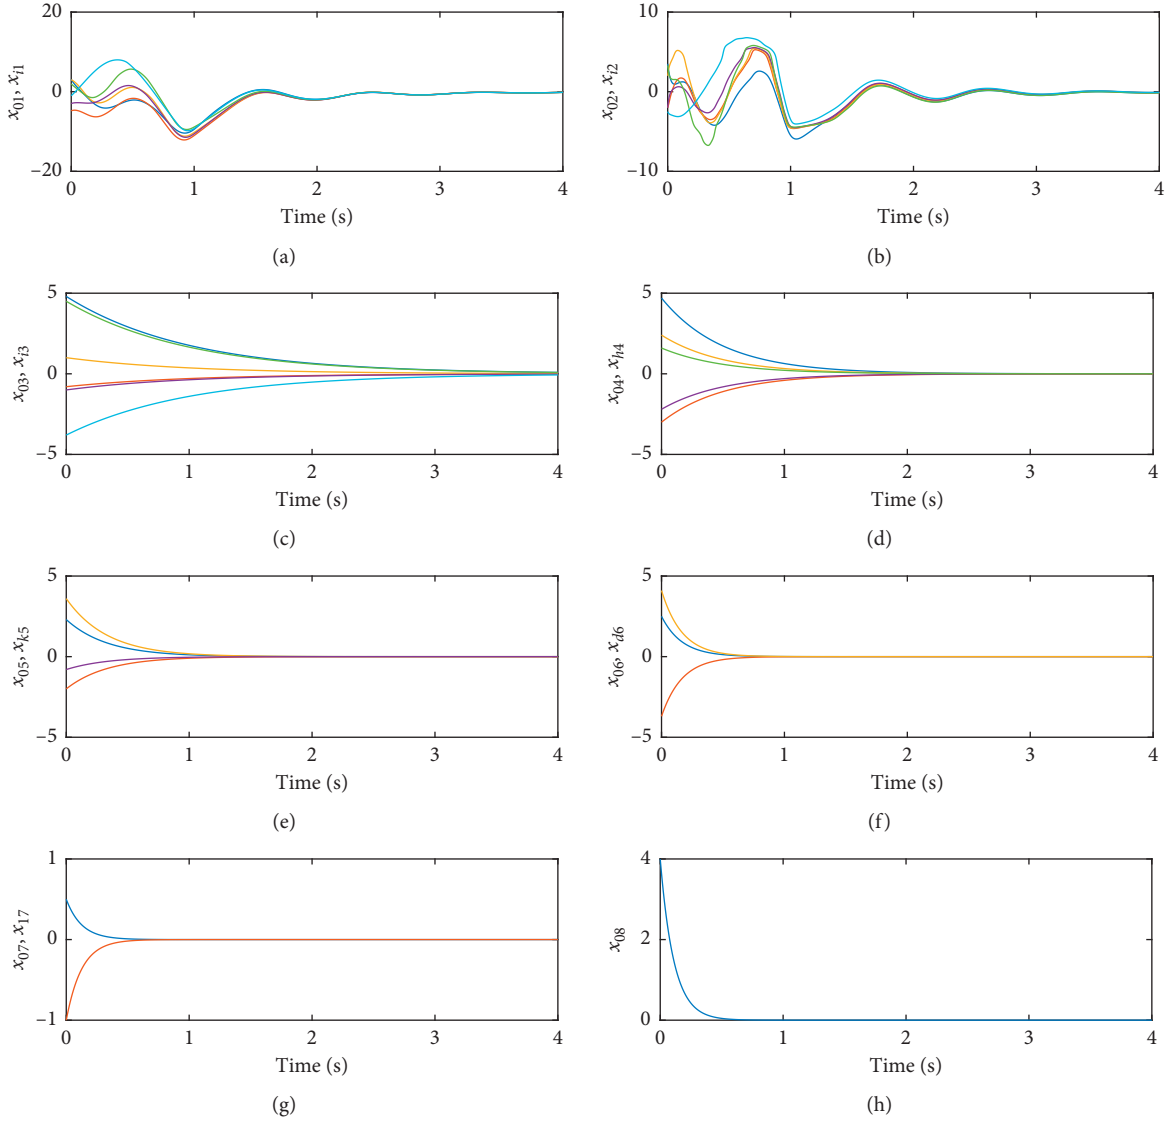 20
0
–20
x01, xi1
0 1 2 3 4
Time (s)
(a)
10
0
–10
x02, xi2
0 1 2 3 4
Time (s)
(b)
5
0
–5
x03, xi3
0 1 2 3 4
Time (s)
(c)
5
0
–5
x04, xh4
0 1 2 3 4
Time (s)
(d)
5
0
–5
x05, xk5
0 1 2 3 4
Time (s)
(e)
5
0
–5
x06, xd6
0 1 2 3 4
Time (s)
(f)
1
0
–1
x07, x17
0 1 2 3 4
Time (s)
(g)
4
2
0
x08
0 1 2 3 4
Time (s)
(h)